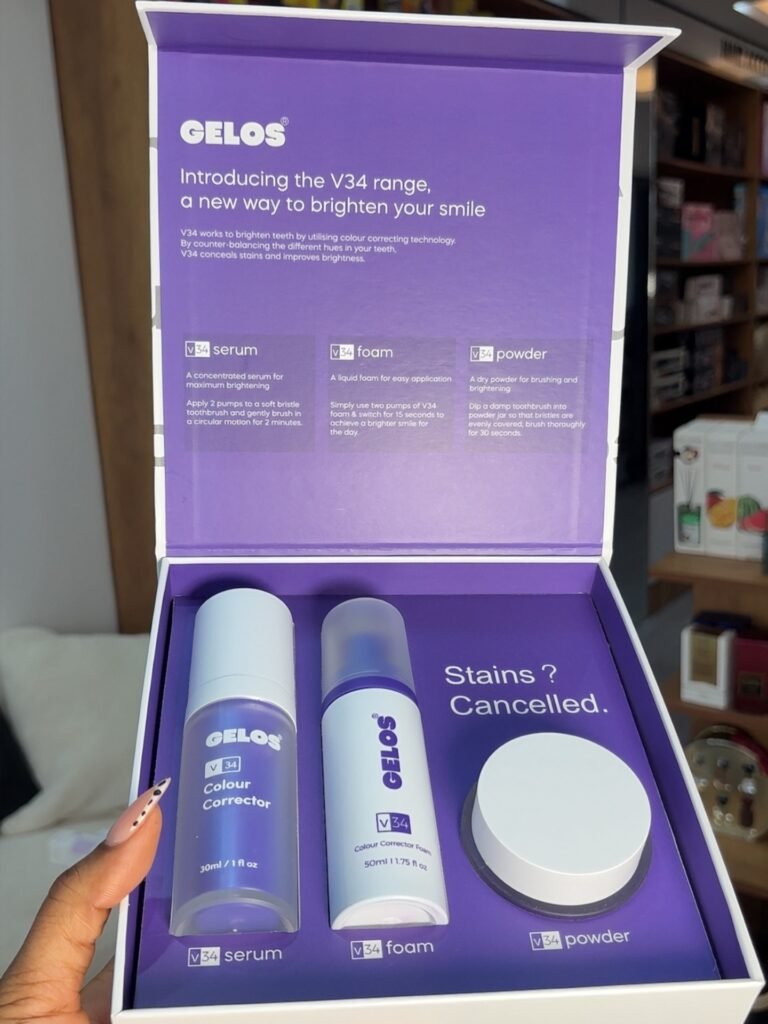 GELOS®
Introducing the V34 range,
a new way to brighten your smile
V34 works to brighten teeth by utilising colour correcting technology.
By counter-balancing the different hues in your teeth,
V34 conceals stains and improves brightness.
V34 serum
A concentrated serum for
maximum brightening
Apply 2 pumps to a soft bristle
toothbrush and gently brush in
a circular motion for 2 minutes.
V34 foam
A liquid foam for easy application
Simply use two pumps of V34
foam & switch for 15 seconds to
achieve a brighter smile for
the day.
V34 powder
A dry powder for brushing and
brightening
Dip a damp toothbrush into
powder jar so that bristles are
evenly covered, brush thoroughly
for 30 seconds.
GELOS®
V 34
Colour
Corrector
30ml / 1 fl oz
V34 serum
GELOS®
V34
Colour Corrector Foam
50ml | 1.75 fl oz
V34 foam
Stains ?
Cancelled.
V34 powder